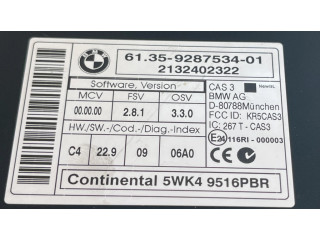 BMW
61.35-9287534-01
2132402322
Software, Version
MCV FSV OSV
00.00.00 2.8.1 3.3.0
HW./SW.-/Cod.-/Diag.-Index
C4 22.9 09 06A0
CAS 3
BMW AG
D-80788München
FCC ID: KR5CAS3
IC: 267 T - CAS3
E24 116RI - 000003
Continental 5WK4 9516PBR